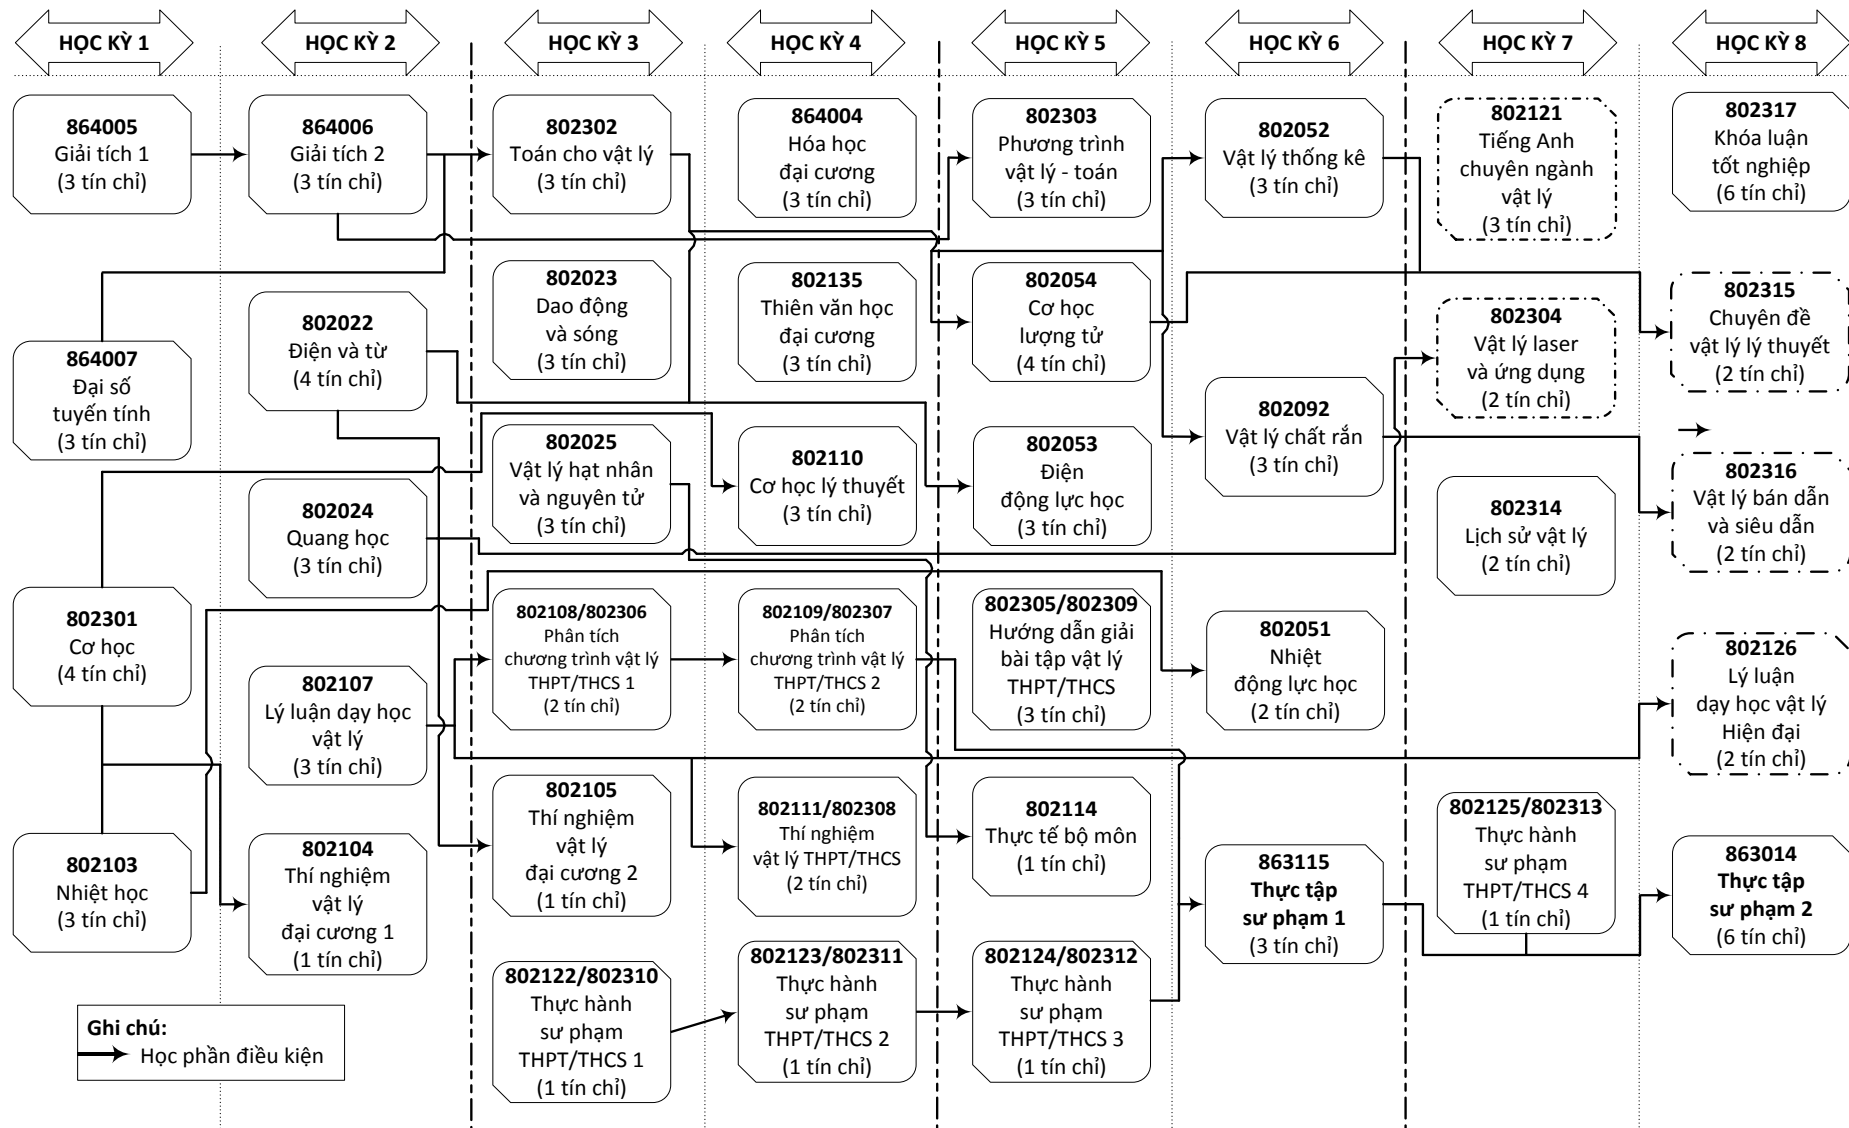 HỌC KỲ 1
HỌC KỲ 2
HỌC KỲ 3
HỌC KỲ 4
HỌC KỲ 5
HỌC KỲ 6
HỌC KỲ 7
HỌC KỲ 8
864005
Giải tích 1
(3 tín chỉ)
864007
Đại số
tuyến tính
(3 tín chỉ)
802301
Cơ học
(4 tín chỉ)
802103
Nhiệt học
(3 tín chỉ)
864006
Giải tích 2
(3 tín chỉ)
802022
Điện và từ
(4 tín chỉ)
802024
Quang học
(3 tín chỉ)
802107
Lý luận dạy học
vật lý
(3 tín chỉ)
802104
Thí nghiệm
vật lý
đại cương 1
(1 tín chỉ)
802302
Toán cho vật lý
(3 tín chỉ)
802023
Dao động
và sóng
(3 tín chỉ)
802025
Vật lý hạt nhân
và nguyên tử
(3 tín chỉ)
802108/802306
Phân tích
chương trình vật lý
THPT/THCS 1
(2 tín chỉ)
802105
Thí nghiệm
vật lý
đại cương 2
(1 tín chỉ)
802122/802310
Thực hành
sư phạm
THPT/THCS 1
(1 tín chỉ)
864004
Hóa học
đại cương
(3 tín chỉ)
802135
Thiên văn học
đại cương
(3 tín chỉ)
802110
Cơ học lý thuyết
(3 tín chỉ)
802109/802307
Phân tích
chương trình vật lý
THPT/THCS 2
(2 tín chỉ)
802111/802308
Thí nghiệm
vật lý THPT/THCS
(2 tín chỉ)
802123/802311
Thực hành
sư phạm
THPT/THCS 2
(1 tín chỉ)
802303
Phương trình
vật lý - toán
(3 tín chỉ)
802054
Cơ học
lượng tử
(4 tín chỉ)
802053
Điện
động lực học
(3 tín chỉ)
802305/802309
Hướng dẫn giải
bài tập vật lý
THPT/THCS
(3 tín chỉ)
802114
Thực tế bộ môn
(1 tín chỉ)
802124/802312
Thực hành
sư phạm
THPT/THCS 3
(1 tín chỉ)
802052
Vật lý thống kê
(3 tín chỉ)
802092
Vật lý chất rắn
(3 tín chỉ)
802051
Nhiệt
động lực học
(2 tín chỉ)
863115
Thực tập
sư phạm 1
(3 tín chỉ)
802121
Tiếng Anh
chuyên ngành
vật lý
(3 tín chỉ)
802304
Vật lý laser
và ứng dụng
(2 tín chỉ)
802314
Lịch sử vật lý
(2 tín chỉ)
802125/802313
Thực hành
sư phạm
THPT/THCS 4
(1 tín chỉ)
802317
Khóa luận
tốt nghiệp
(6 tín chỉ)
802315
Chuyên đề
vật lý lý thuyết
(2 tín chỉ)
802316
Vật lý bán dẫn
và siêu dẫn
(2 tín chỉ)
802126
Lý luận
dạy học vật lý
Hiện đại
(2 tín chỉ)
863014
Thực tập
sư phạm 2
(6 tín chỉ)
Ghi chú:
Học phần điều kiện